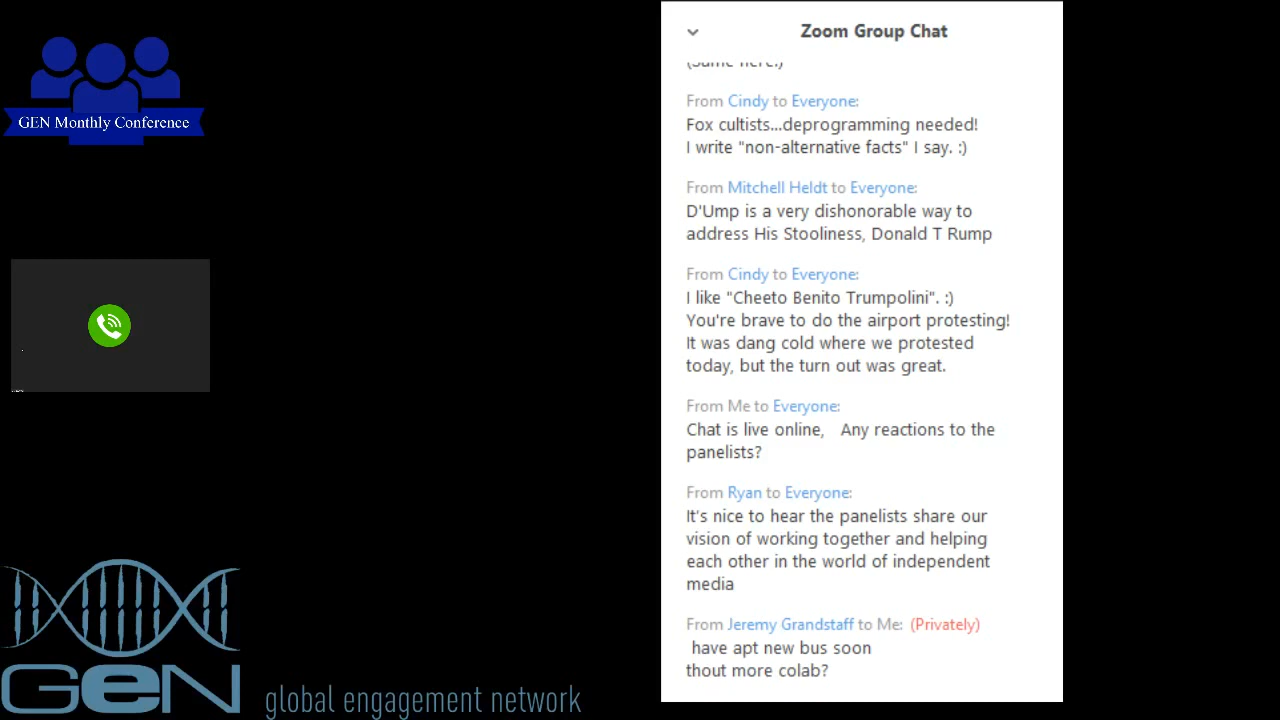 GEN Monthly Conference
GeN
global engagement network
Zoom Group Chat
(Same here.)
From Cindy to Everyone:
Fox cultists...deprogramming needed!
I write "non-alternative facts" I say. :)
From Mitchell Heldt to Everyone:
D'Ump is a very dishonorable way to
address His Stooliness, Donald T Rump
From Cindy to Everyone:
I like "Cheeto Benito Trumpolini". :)
You're brave to do the airport protesting!
It was dang cold where we protested
today, but the turn out was great.
From Me to Everyone:
Chat is live online,   Any reactions to the
panelists?
From Ryan to Everyone:
It's nice to hear the panelists share our
vision of working together and helping
each other in the world of independent
media
From Jeremy Grandstaff to Me: (Privately)
have apt new bus soon
thout more colab?